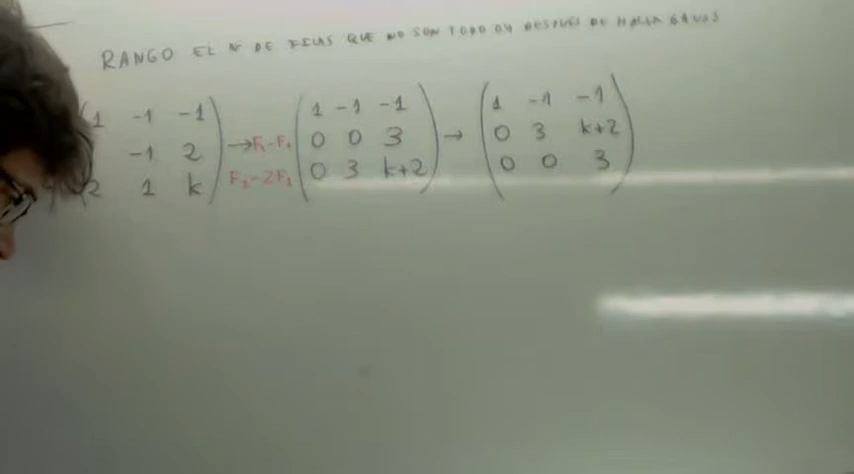 RANGO EL Nº DE FILAS QUE NO SON TODO 0 DESPUES DE HACER GAUSS
1 -1 -1 1 -1 -1 1 -1 -1
-1 2 → F₂-F₁ 0 0 3 → 0 3 k+2
2 1 k F₃-2F₁ 0 3 k+2 0 0 3